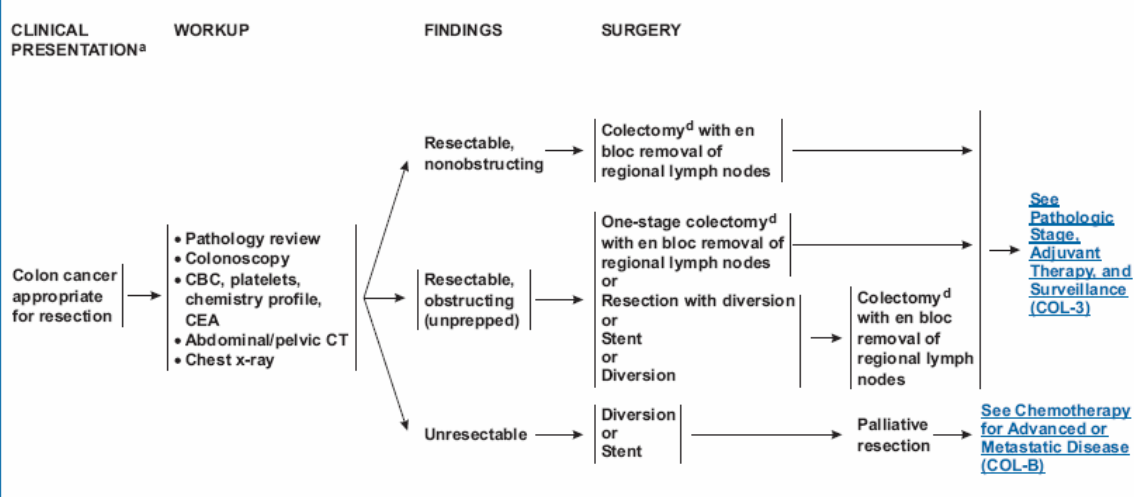 CLINICAL
PRESENTATIONa
WORKUP
FINDINGS
SURGERY
Colon cancer
appropriate
for resection
• Pathology review
• Colonoscopy
• CBC, platelets,
chemistry profile,
CEA
• Abdominal/pelvic CT
• Chest x-ray
Resectable,
nonobstructing
Colectomyd with en
bloc removal of
regional lymph nodes
Resectable,
obstructing
(unprepped)
One-stage colectomyd
with en bloc removal of
regional lymph nodes
or
Resection with diversion
or
Stent
or
Diversion
Colectomyd
with en bloc
removal of
regional lymph
nodes
See
Pathologic
Stage,
Adjuvant
Therapy, and
Surveillance
(COL-3)
Unresectable
Diversion
or
Stent
Palliative
resection
See Chemotherapy
for Advanced or
Metastatic Disease
(COL-B)